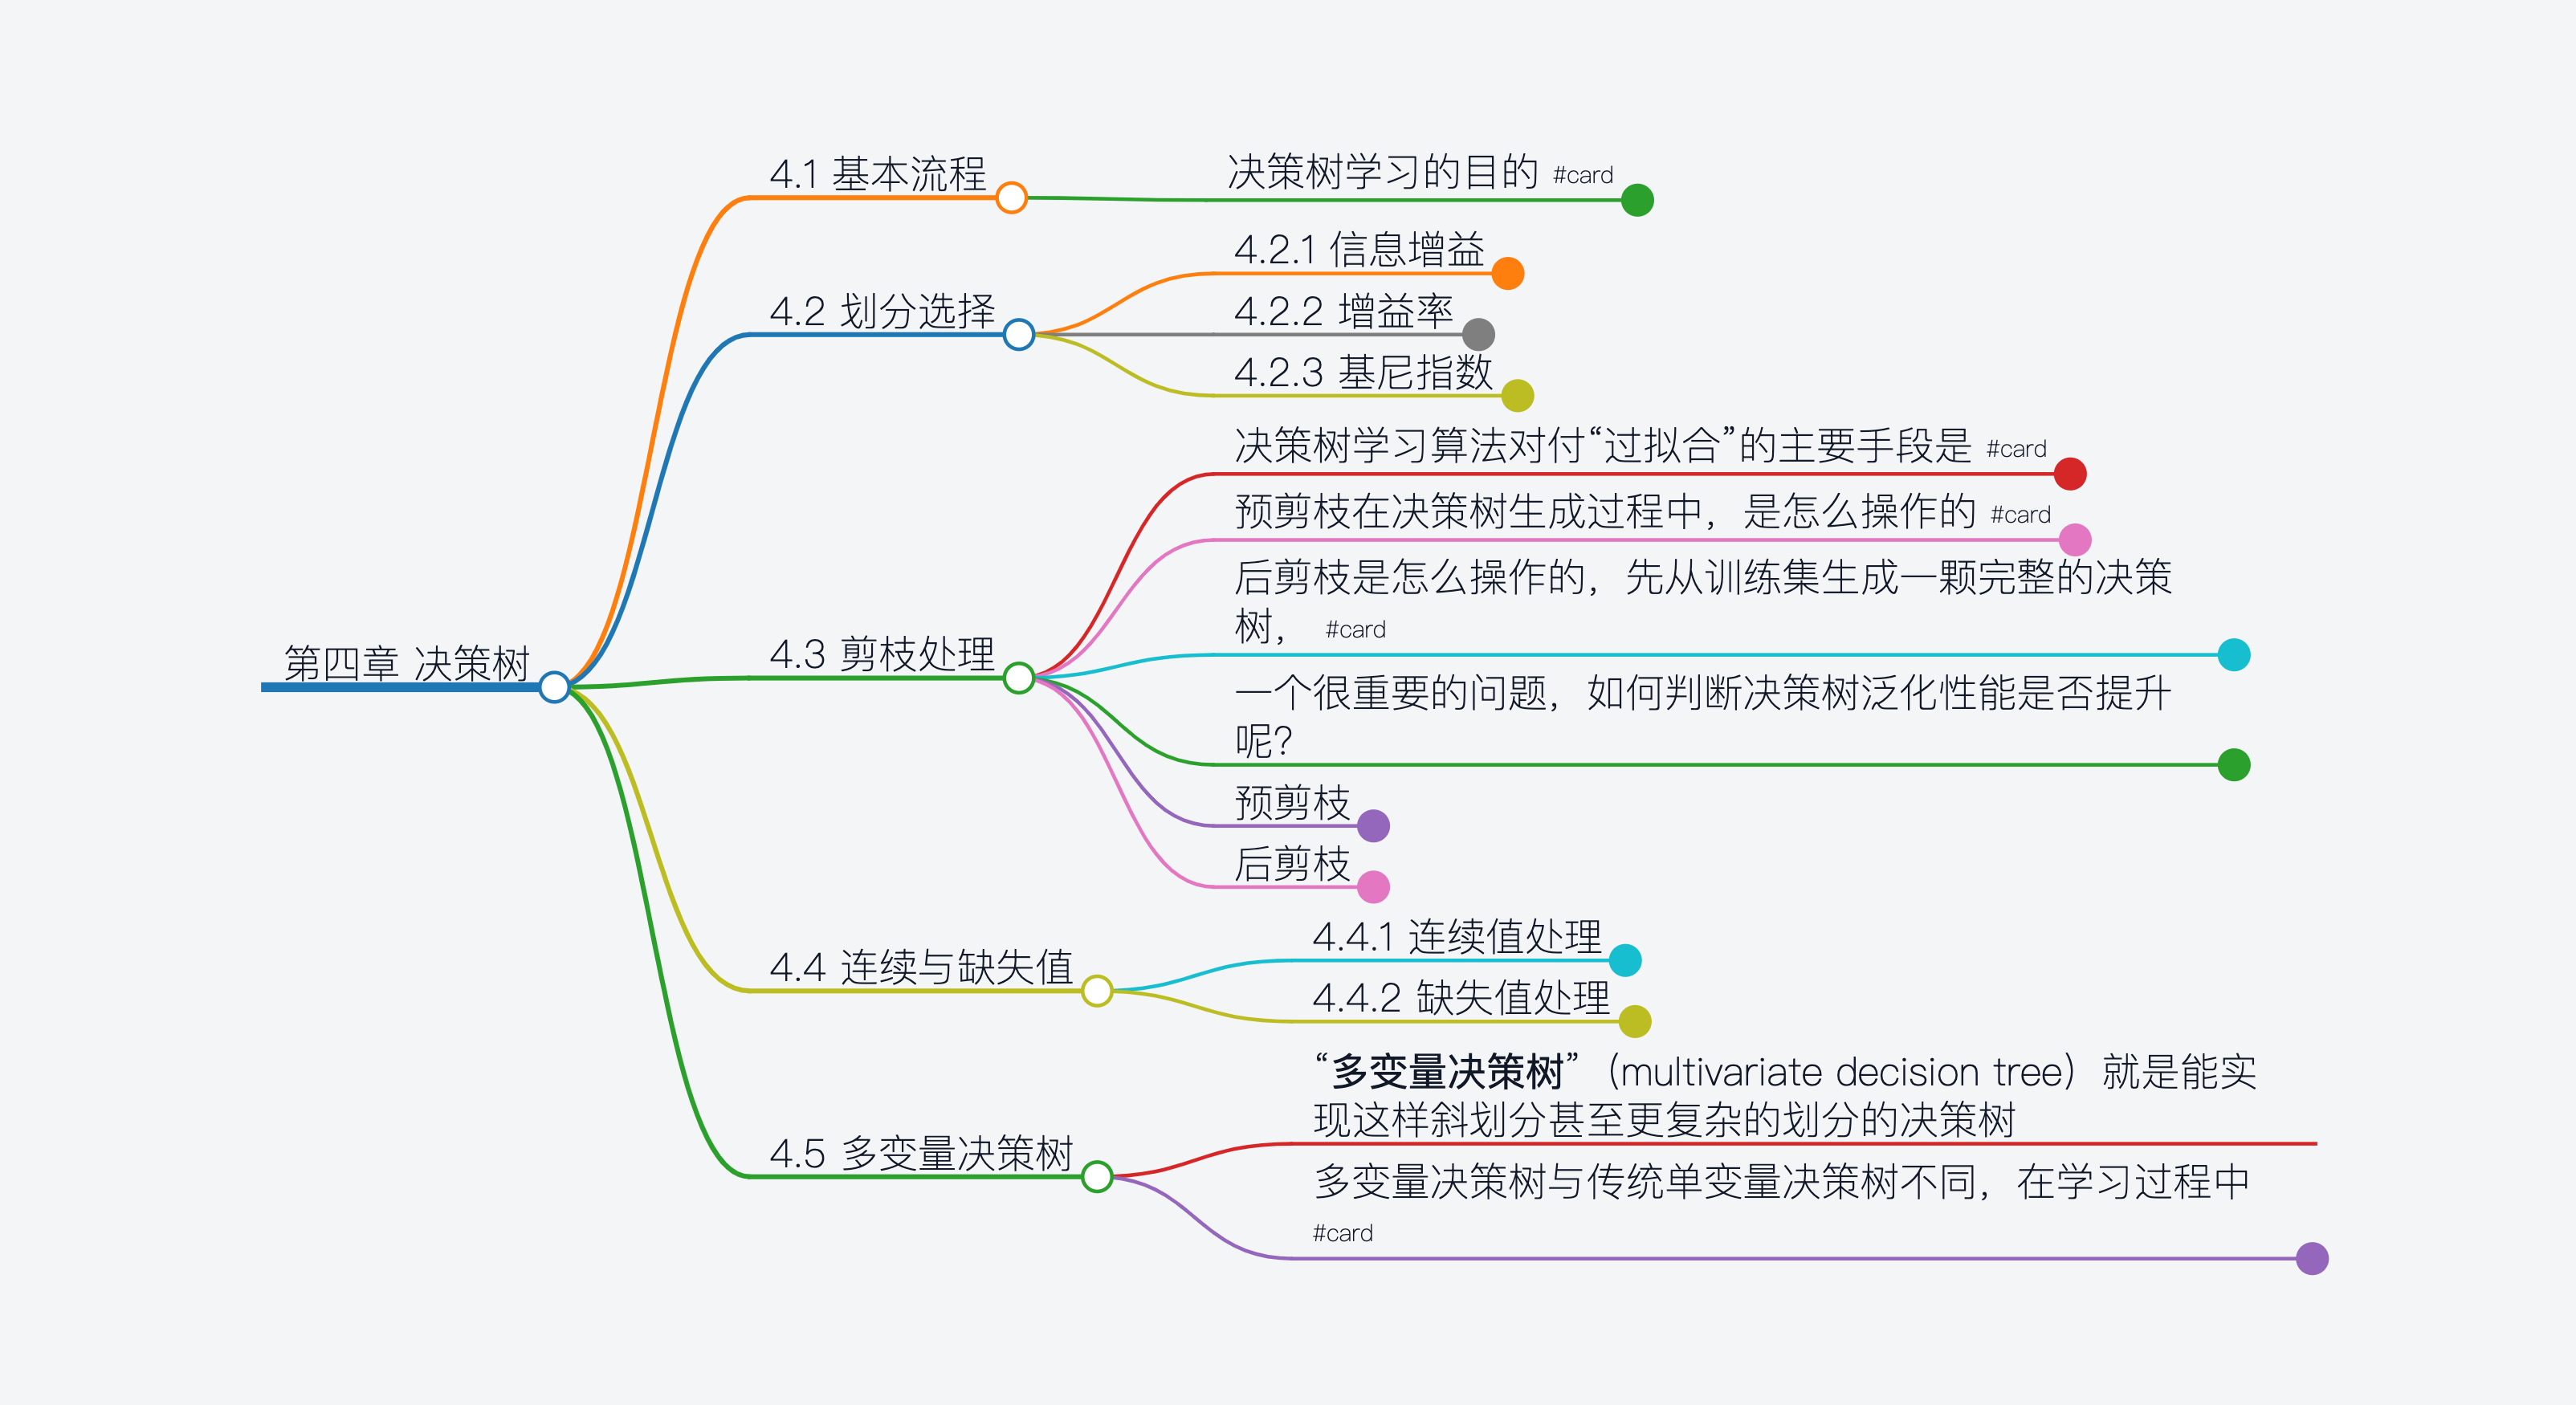 第四章 决策树
4.1 基本流程
决策树学习的目的 #card
4.2 划分选择
4.2.1 信息增益
4.2.2 增益率
4.2.3 基尼指数
4.3 剪枝处理
决策树学习算法对付“过拟合”的主要手段是 #card
预剪枝在决策树生成过程中，是怎么操作的 #card
后剪枝是怎么操作的，先从训练集生成一颗完整的决策
树， #card
一个很重要的问题，如何判断决策树泛化性能是否提升
呢？
预剪枝
后剪枝
4.4 连续与缺失值
4.4.1 连续值处理
4.4.2 缺失值处理
4.5 多变量决策树
“多变量决策树”（multivariate decision tree）就是能实
现这样斜划分甚至更复杂的划分的决策树
多变量决策树与传统单变量决策树不同，在学习过程中
#card